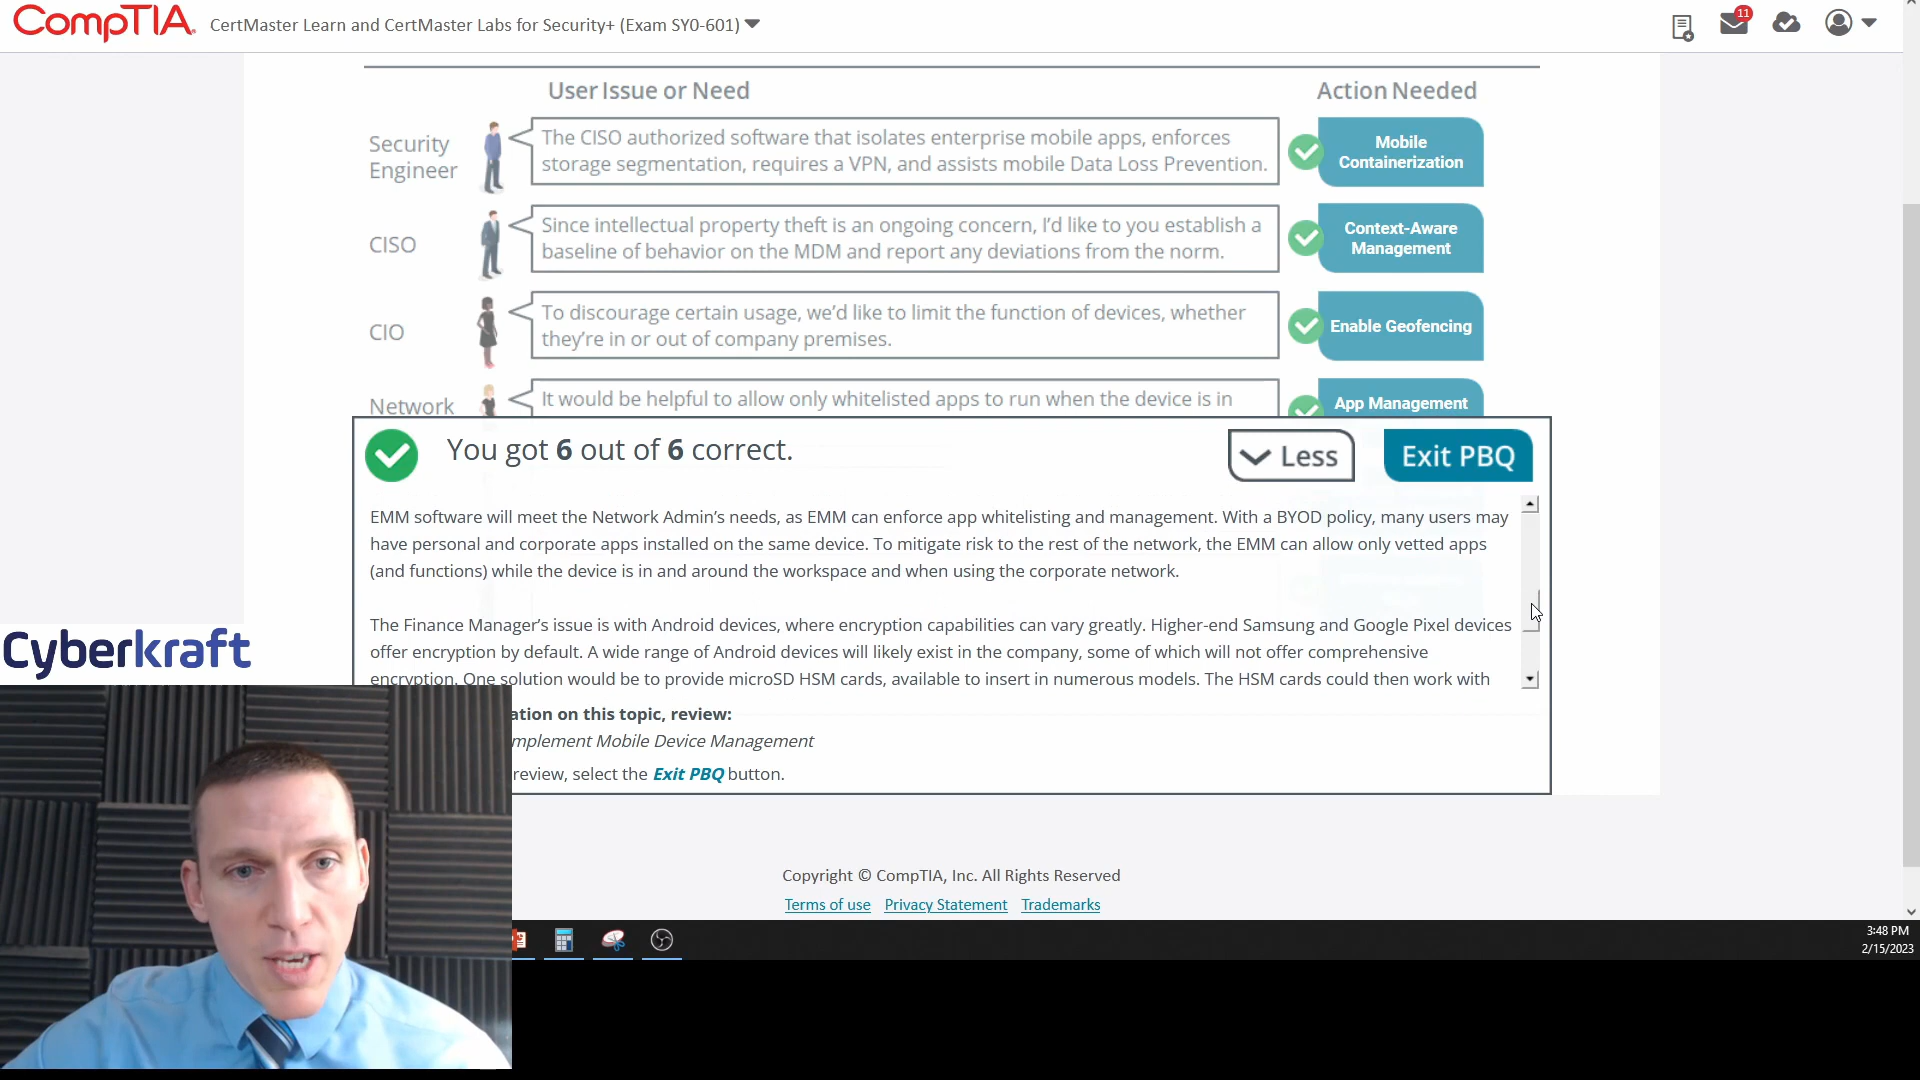 CompTIA.
CertMaster Learn and CertMaster Labs for Security+ (Exam SY0-601)
11
User Issue or Need
Action Needed
Security
Engineer
The CISO authorized software that isolates enterprise mobile apps, enforces
storage segmentation, requires a VPN, and assists mobile Data Loss Prevention.
Mobile
Containerization
CISO
Since intellectual property theft is an ongoing concern, I'd like to you establish a
baseline of behavior on the MDM and report any deviations from the norm.
Context-Aware
Management
CIO
To discourage certain usage, we'd like to limit the function of devices, whether
they're in or out of company premises.
Enable Geofencing
Network
It would be helpful to allow only whitelisted apps to run when the device is in
App Management
You got 6 out of 6 correct.
Less
Exit PBQ
EMM software will meet the Network Admin's needs, as EMM can enforce app whitelisting and management. With a BYOD policy, many users may
have personal and corporate apps installed on the same device. To mitigate risk to the rest of the network, the EMM can allow only vetted apps
(and functions) while the device is in and around the workspace and when using the corporate network.
The Finance Manager's issue is with Android devices, where encryption capabilities can vary greatly. Higher-end Samsung and Google Pixel devices
offer encryption by default. A wide range of Android devices will likely exist in the company, some of which will not offer comprehensive
encryption. One solution would be to provide microSD HSM cards, available to insert in numerous models. The HSM cards could then work with
ation on this topic, review:
mplement Mobile Device Management
review, select the Exit PBQ button.
Cyberkraft
Copyright © CompTIA, Inc. All Rights Reserved
Terms of use Privacy Statement Trademarks
3:48 PM
2/15/2023